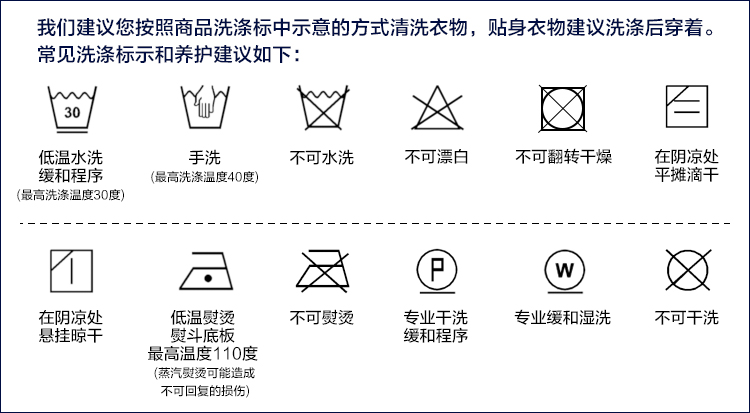 我们建议您按照商品洗涤标中示意的方式清洗衣物，贴身衣物建议洗涤后穿着。
常见洗涤标示和养护建议如下：
30
低温水洗
缓和程序
(最高洗涤温度30度)
手洗
(最高洗涤温度40度)
不可水洗
不可漂白
不可翻转干燥
在阴凉处
平摊滴干
在阴凉处
悬挂晾干
低温熨烫
熨斗底板
最高温度110度
(蒸汽熨烫可能造成
不可回复的损伤)
不可熨烫
P
专业干洗
缓和程序
W
专业缓和湿洗
不可干洗